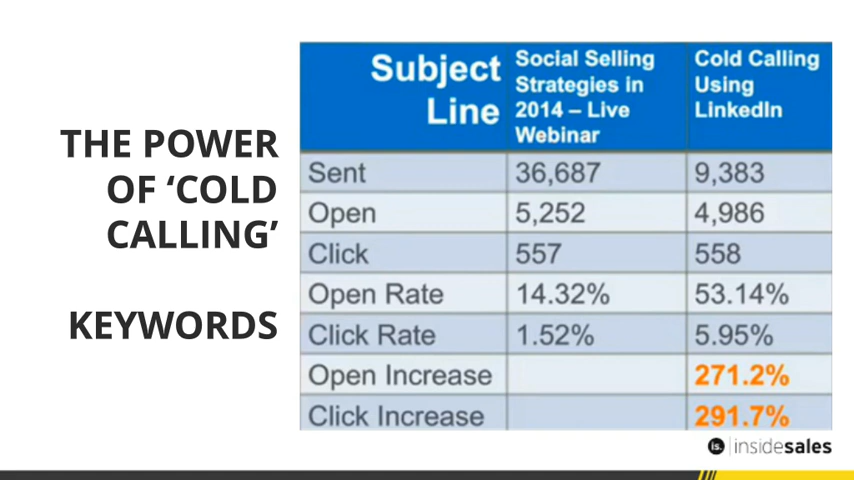 THE POWER
OF ‘COLD
CALLING’
KEYWORDS
Subject
Line
Social Selling
Strategies in
2014 – Live
Webinar
Cold Calling
Using
LinkedIn
Sent 36,687 9,383
Open 5,252 4,986
Click 557 558
Open Rate 14.32% 53.14%
Click Rate 1.52% 5.95%
Open Increase 271.2%
Click Increase 291.7%
is. insidesales